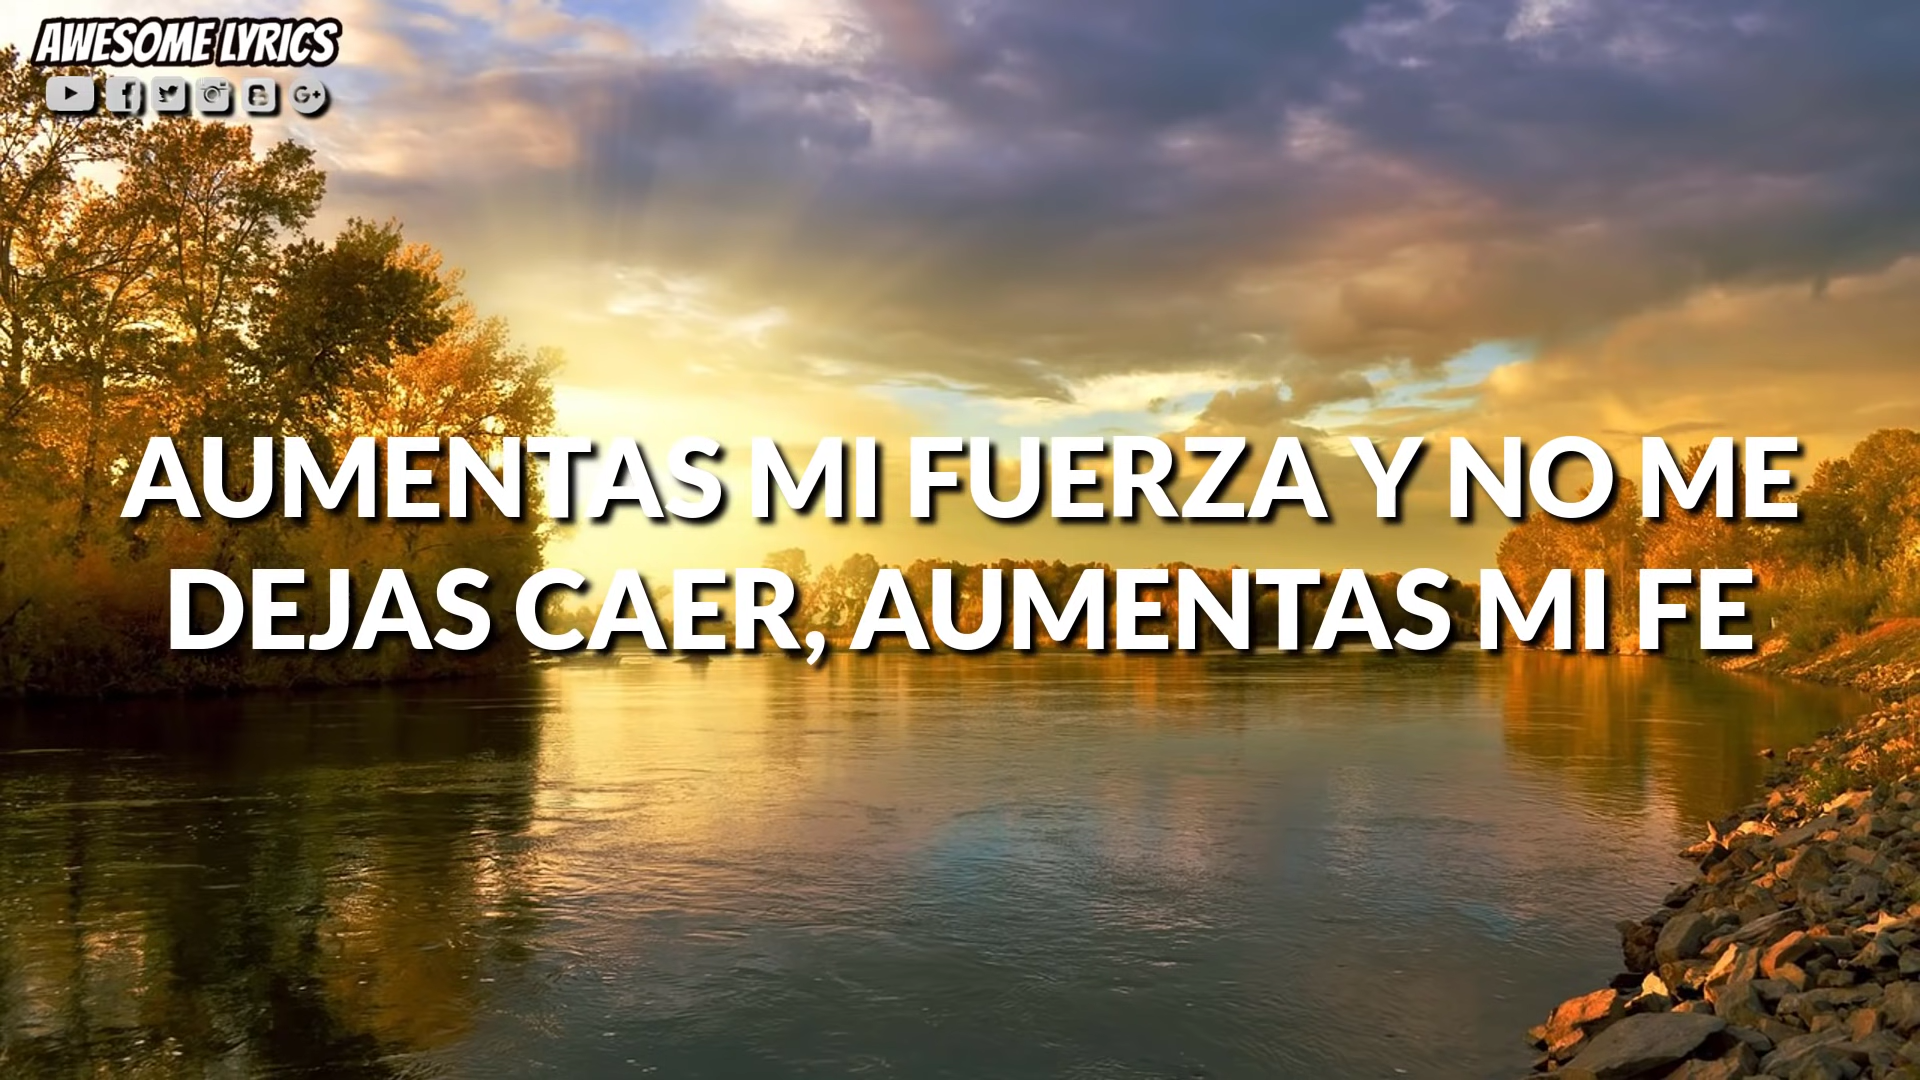 AWESOME LYRICS
AUMENTAS MI FUERZA Y NO ME
DEJAS CAER, AUMENTAS MI FE